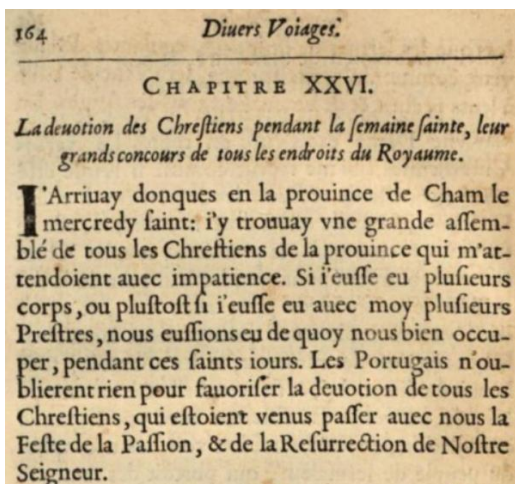 164 Diuers Voiages.
CHAPITRE XXVI.
La deuotion des Chreſtiens pendant la ſemaine ſainte, leur
grands concours de tous les endroits du Royaume.
I'Arriuay donques en la prouince de Cham le
mercredy ſaint: i'y trouuay vne grande aſſem-
blé de tous les Chreſtiens de la prouince qui m'at-
tendoient auec impatience. Si i'euſſe eu pluſieurs
corps, ou pluſtoſt ſi i'euſſe eu auec moy pluſieurs
Preſtres, nous euſſions eu de quoy nous bien occu-
per, pendant ces ſaints iours. Les Portugais n'ou-
blierent rien pour fauoriſer la deuotion de tous les
Chreſtiens, qui eſtoient venus paſſer auec nous la
Feſte de la Paſſion, & de la Reſurrection de Noſtre
Seigneur.